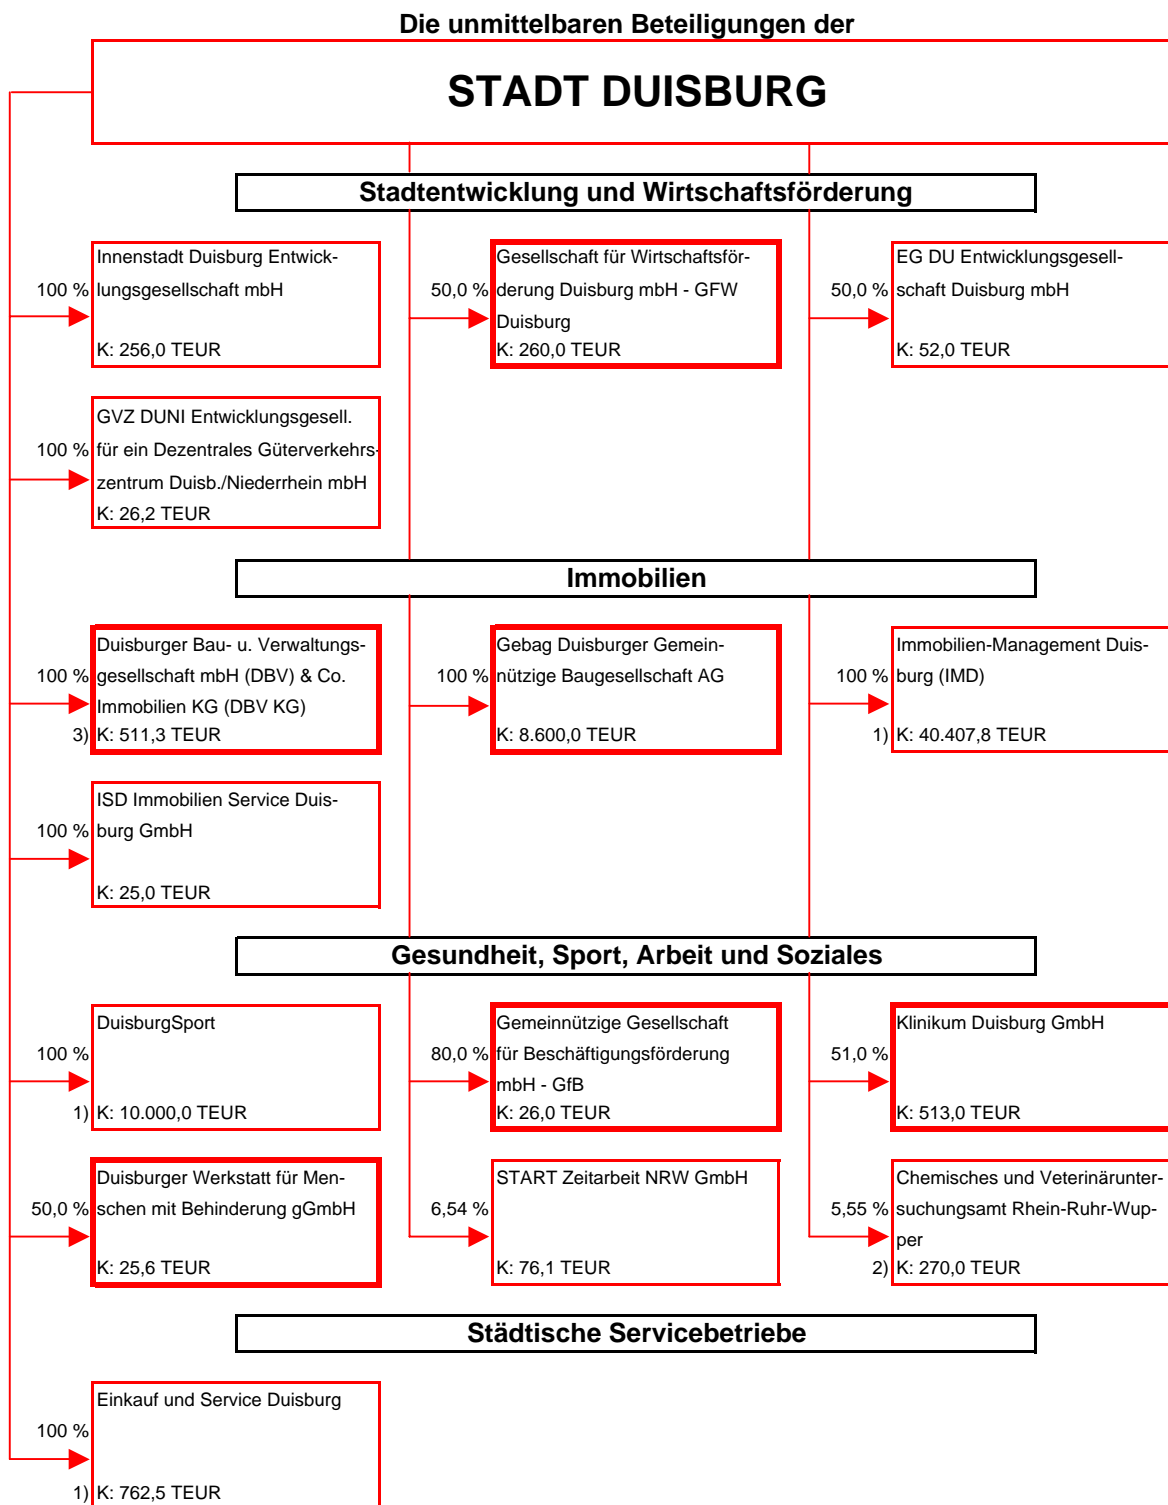 Die unmittelbaren Beteiligungen der
STADT DUISBURG
Stadtentwicklung und Wirtschaftsförderung
Innenstadt Duisburg Entwick-
100 % lungsgesellschaft mbH
K: 256,0 TEUR
Gesellschaft für Wirtschaftsför-
50,0 % derung Duisburg mbH - GFW
Duisburg
K: 260,0 TEUR
EG DU Entwicklungsgesell-
50,0 % schaft Duisburg mbH
K: 52,0 TEUR
GVZ DUNI Entwicklungsgesell.
100 % für ein Dezentrales Güterverkehrs-
zentrum Duisb./Niederrhein mbH
K: 26,2 TEUR
Immobilien
Duisburger Bau- u. Verwaltungs-
100 % gesellschaft mbH (DBV) & Co.
Immobilien KG (DBV KG)
3) K: 511,3 TEUR
Gebag Duisburger Gemein-
100 % nützige Baugesellschaft AG
K: 8.600,0 TEUR
Immobilien-Management Duis-
100 % burg (IMD)
1) K: 40.407,8 TEUR
ISD Immobilien Service Duis-
100 % burg GmbH
K: 25,0 TEUR
Gesundheit, Sport, Arbeit und Soziales
DuisburgSport
100 %
1) K: 10.000,0 TEUR
Gemeinnützige Gesellschaft
80,0 % für Beschäftigungsförderung
mbH - GfB
K: 26,0 TEUR
Klinikum Duisburg GmbH
51,0 %
K: 513,0 TEUR
Duisburger Werkstatt für Men-
50,0 % schen mit Behinderung gGmbH
K: 25,6 TEUR
START Zeitarbeit NRW GmbH
6,54 %
K: 76,1 TEUR
Chemisches und Veterinärunter-
5,55 % suchungsamt Rhein-Ruhr-Wup-
per
2) K: 270,0 TEUR
Städtische Servicebetriebe
Einkauf und Service Duisburg
100 %
1) K: 762,5 TEUR